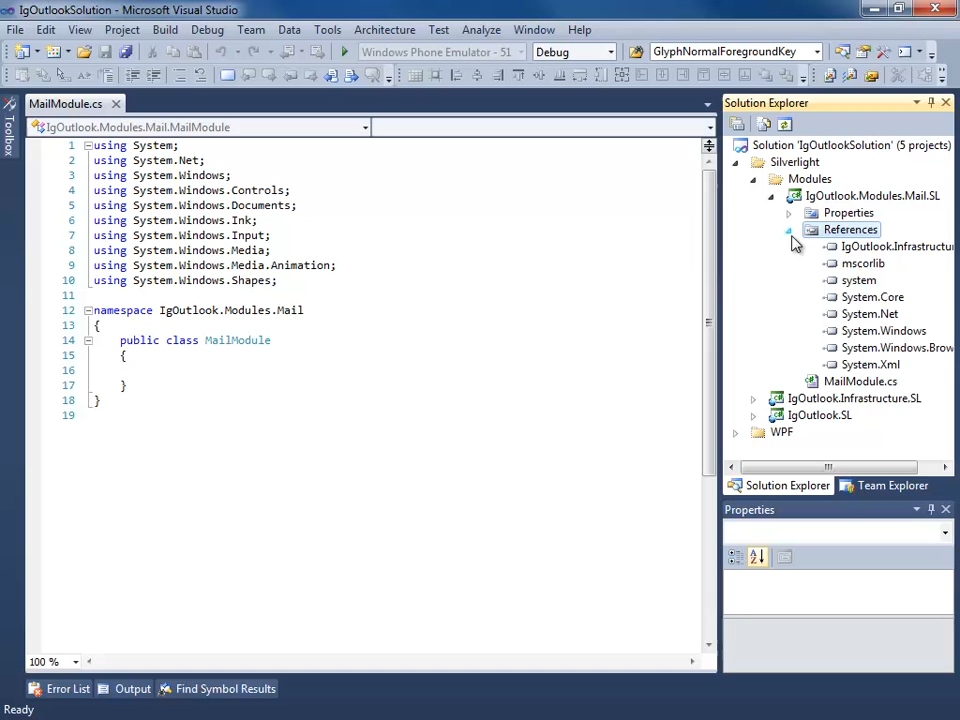 IgOutlookSolution - Microsoft Visual Studio
File Edit View Project Build Debug Team Data Tools Architecture Test Analyze Window Help
Windows Phone Emulator - 51 Debug GlyphNormalForegroundKey
Toolbox
MailModule.cs
IgOutlook.Modules.Mail.MailModule
1 using System;
2 using System.Net;
3 using System.Windows;
4 using System.Windows.Controls;
5 using System.Windows.Documents;
6 using System.Windows.Ink;
7 using System.Windows.Input;
8 using System.Windows.Media;
9 using System.Windows.Media.Animation;
10 using System.Windows.Shapes;
11
12 namespace IgOutlook.Modules.Mail
13 {
14 public class MailModule
15 {
16
17 }
18 }
19
100 %
Solution Explorer
Solution 'IgOutlookSolution' (5 projects)
Silverlight
Modules
IgOutlook.Modules.Mail.SL
Properties
References
IgOutlook.Infrastructu
mscorlib
system
System.Core
System.Net
System.Windows
System.Windows.Brow
System.Xml
MailModule.cs
IgOutlook.Infrastructure.SL
IgOutlook.SL
WPF
Solution Explorer Team Explorer
Properties
Error List Output Find Symbol Results
Ready